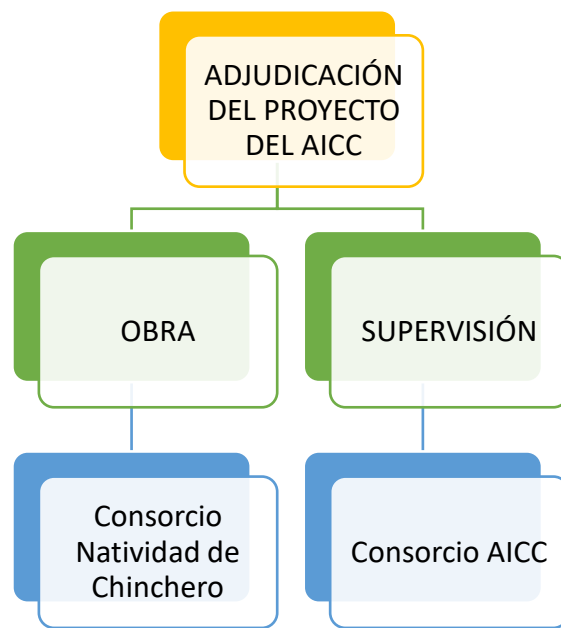 ADJUDICACIÓN
DEL PROYECTO
DEL AICC
OBRA
SUPERVISIÓN
Consorcio
Natividad de
Chinchero
Consorcio AICC